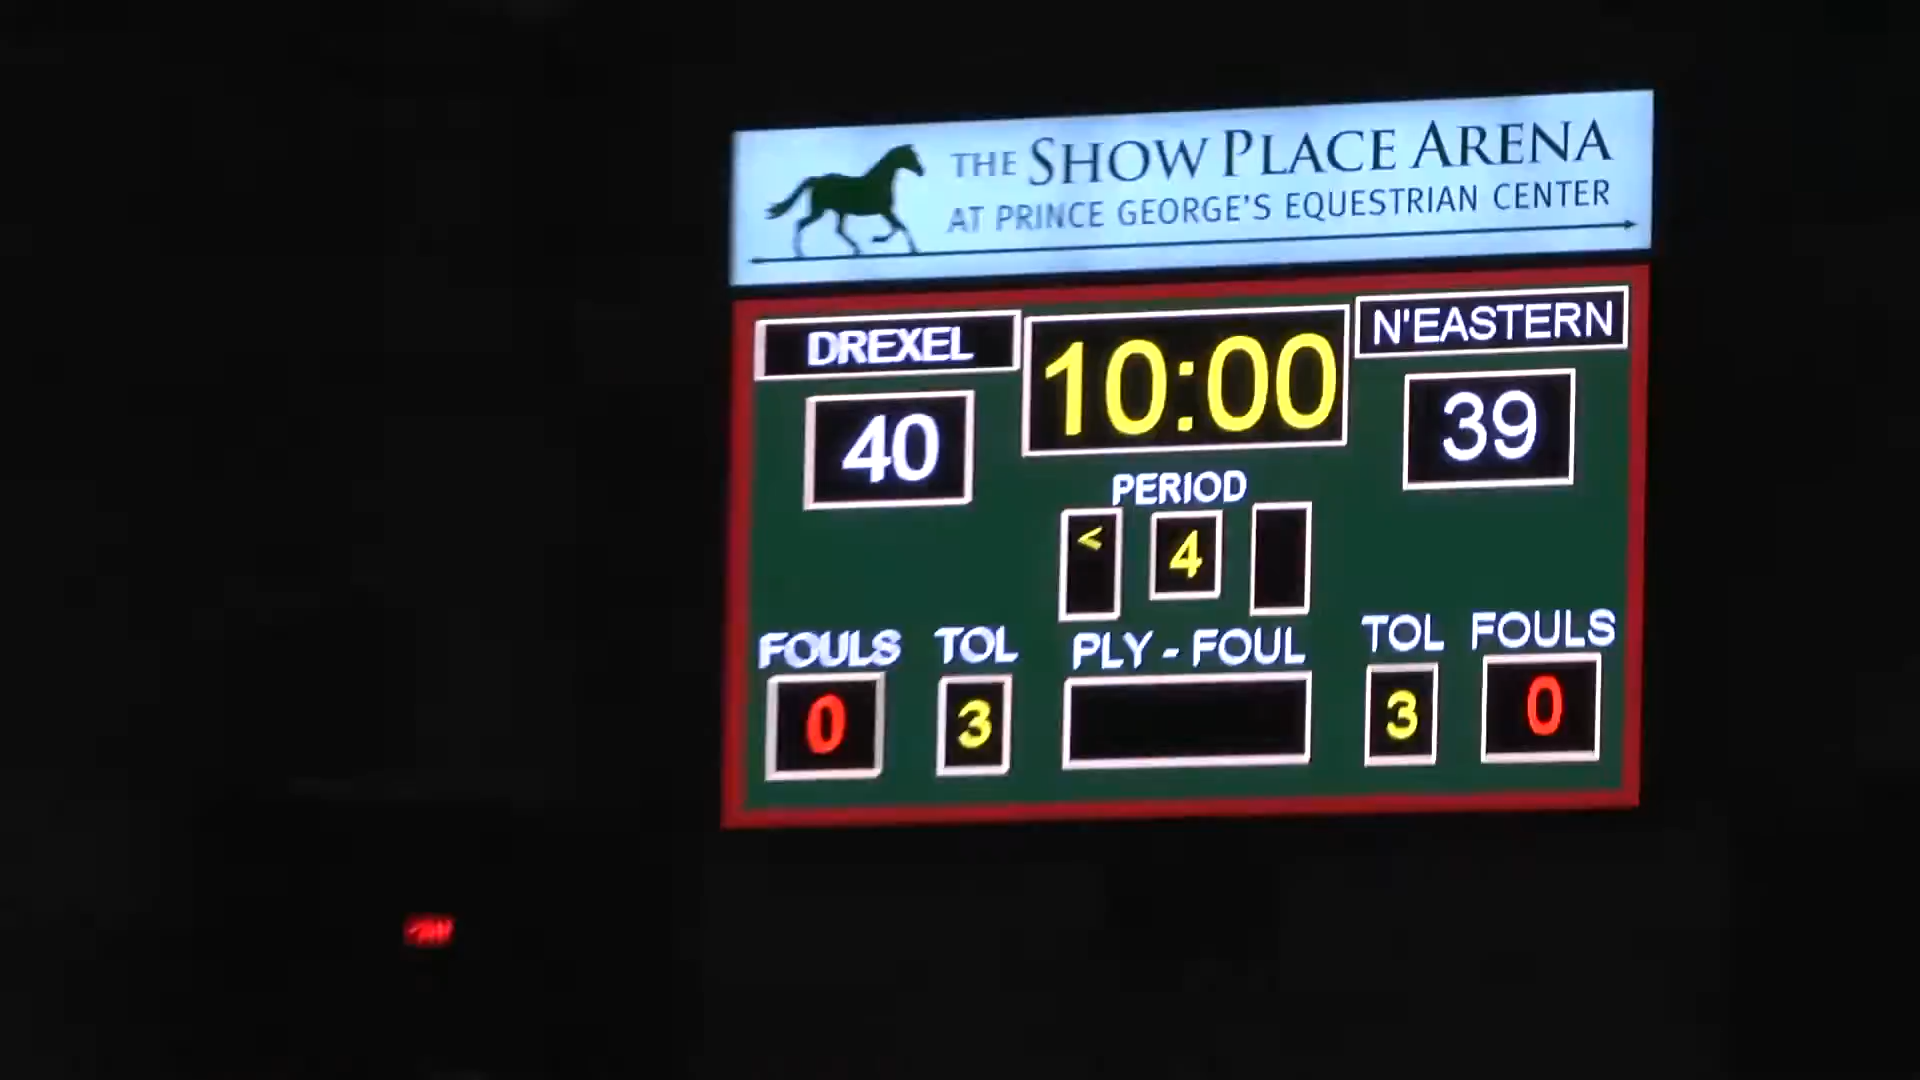 THE SHOW PLACE ARENA
AT PRINCE GEORGE'S EQUESTRIAN CENTER
DREXEL 10:00 N'EASTERN
40 39
PERIOD
< 4
FOULS TOL PLY - FOUL TOL FOULS
0 3 3 0